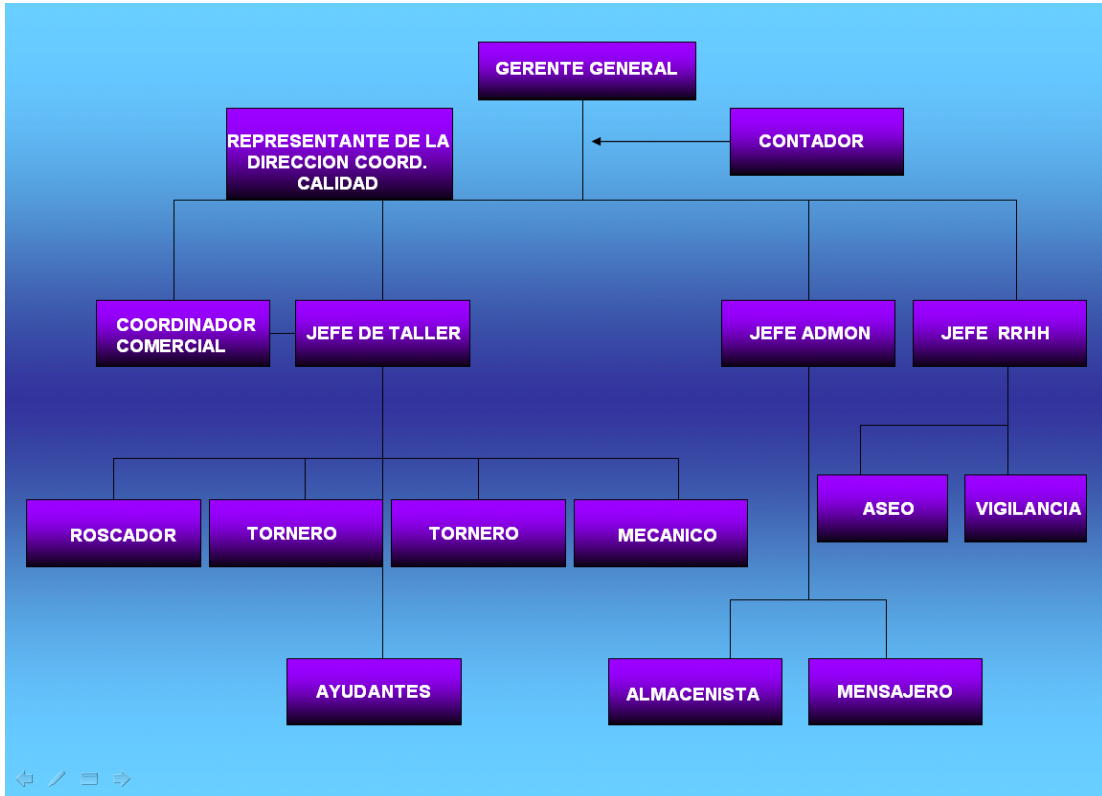 GERENTE GENERAL
REPRESENTANTE DE LA
DIRECCION COORD.
CALIDAD
CONTADOR
COORDINADOR
COMERCIAL
JEFE DE TALLER
JEFE ADMON
JEFE RRHH
ASEO
VIGILANCIA
ROSCADOR
TORNERO
TORNERO
MECANICO
AYUDANTES
ALMACENISTA
MENSAJERO